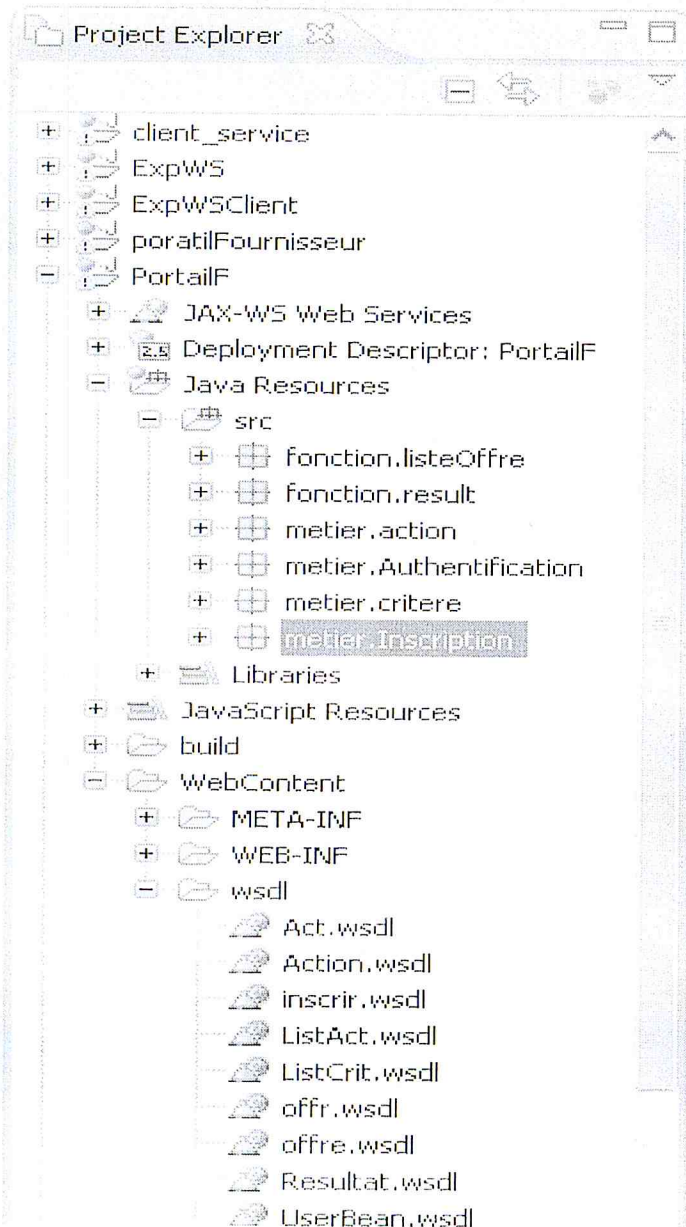 Project Explorer
client_service
ExpWS
ExpWSClient
poratilFournisseur
PortailF
JAX-WS Web Services
2.5 Deployment Descriptor: PortailF
Java Resources
src
fonction.listeOffre
fonction.result
metier.action
metier.Authentification
metier.critere
metier.Inscription
Libraries
JavaScript Resources
build
WebContent
META-INF
WEB-INF
wsdl
Act.wsdl
Action.wsdl
inscrir.wsdl
ListAct.wsdl
ListCrit.wsdl
offr.wsdl
offre.wsdl
Resultat.wsdl
UserBean.wsdl